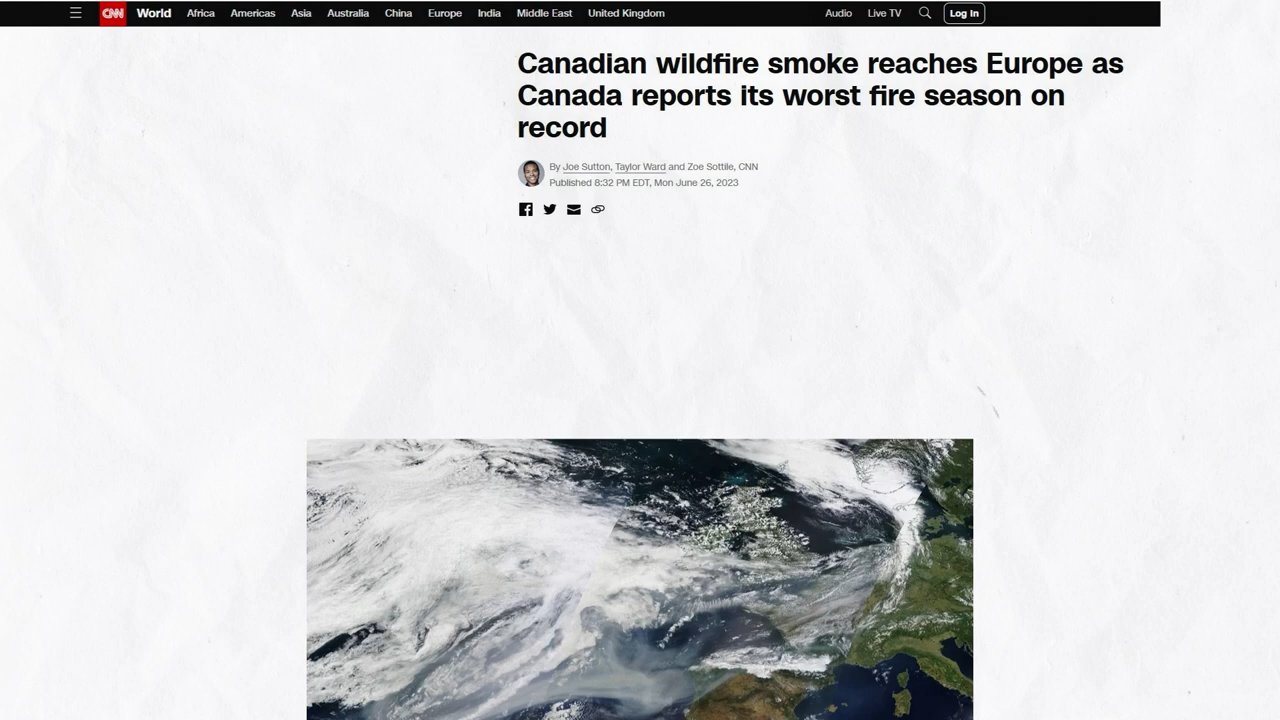 CNN World Africa Americas Asia Australia China Europe India Middle East United Kingdom Audio Live TV Log In
Canadian wildfire smoke reaches Europe as
Canada reports its worst fire season on
record
By Joe Sutton, Taylor Ward and Zoe Sottile, CNN
Published 8:32 PM EDT, Mon June 26, 2023